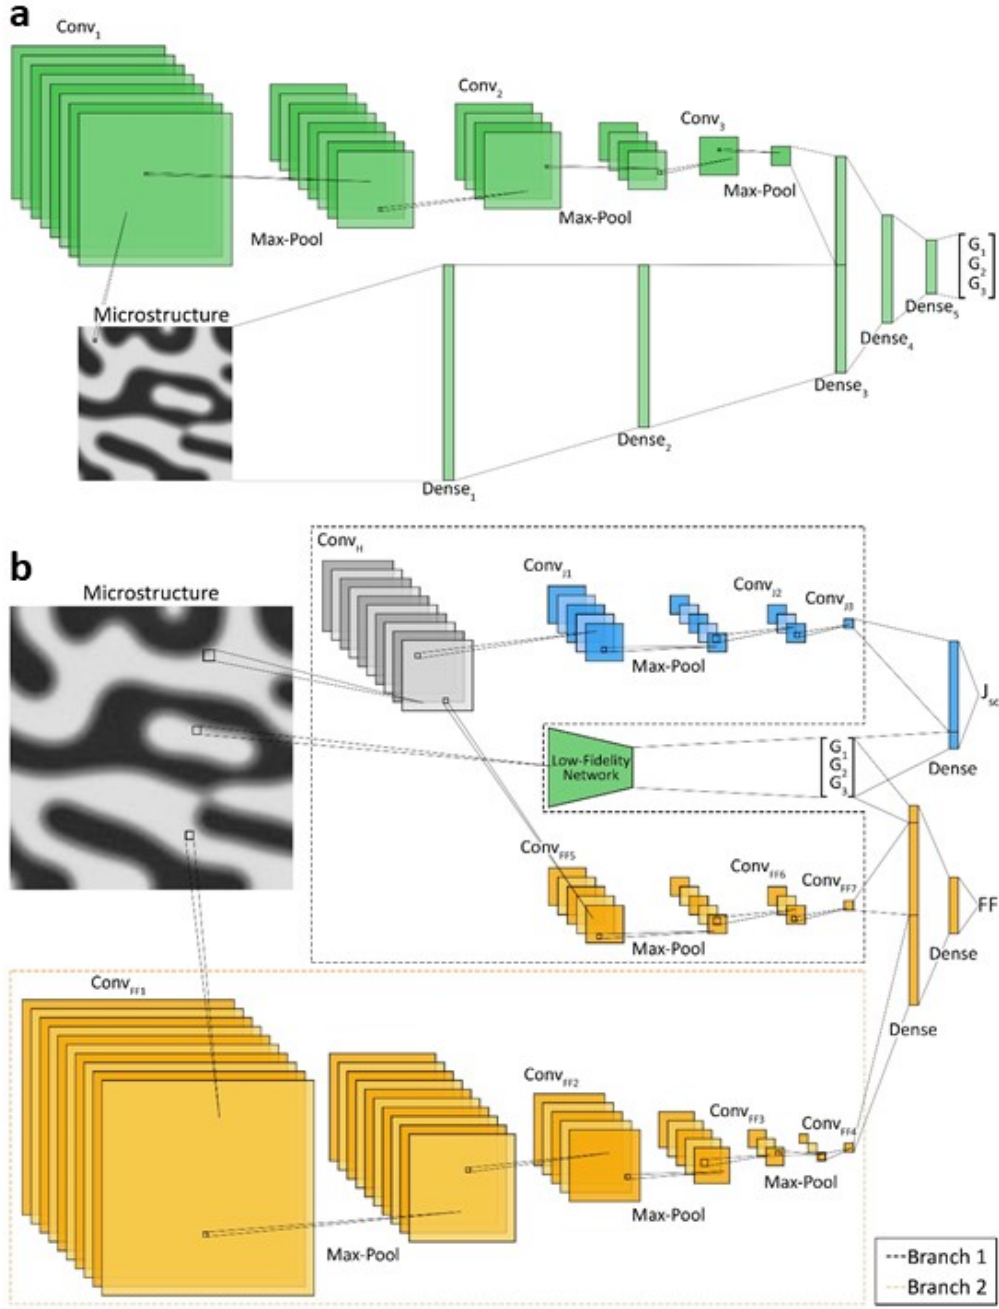 a
Conv1
Conv2
Conv3
Max-Pool
Max-Pool
Max-Pool
G1
G2
G3
Microstructure
Dense5
Dense4
Dense3
Dense2
Dense1
b
Microstructure
ConvH
ConvJ1
ConvJ2
ConvJ3
Max-Pool
Jsc
Low-Fidelity
Network
G1
G2
G3
Dense
ConvFF5
ConvFF6
ConvFF7
Max-Pool
FF
Dense
Dense
ConvFF1
ConvFF2
ConvFF3
ConvFF4
Max-Pool
Max-Pool
Max-Pool
Branch 1
Branch 2